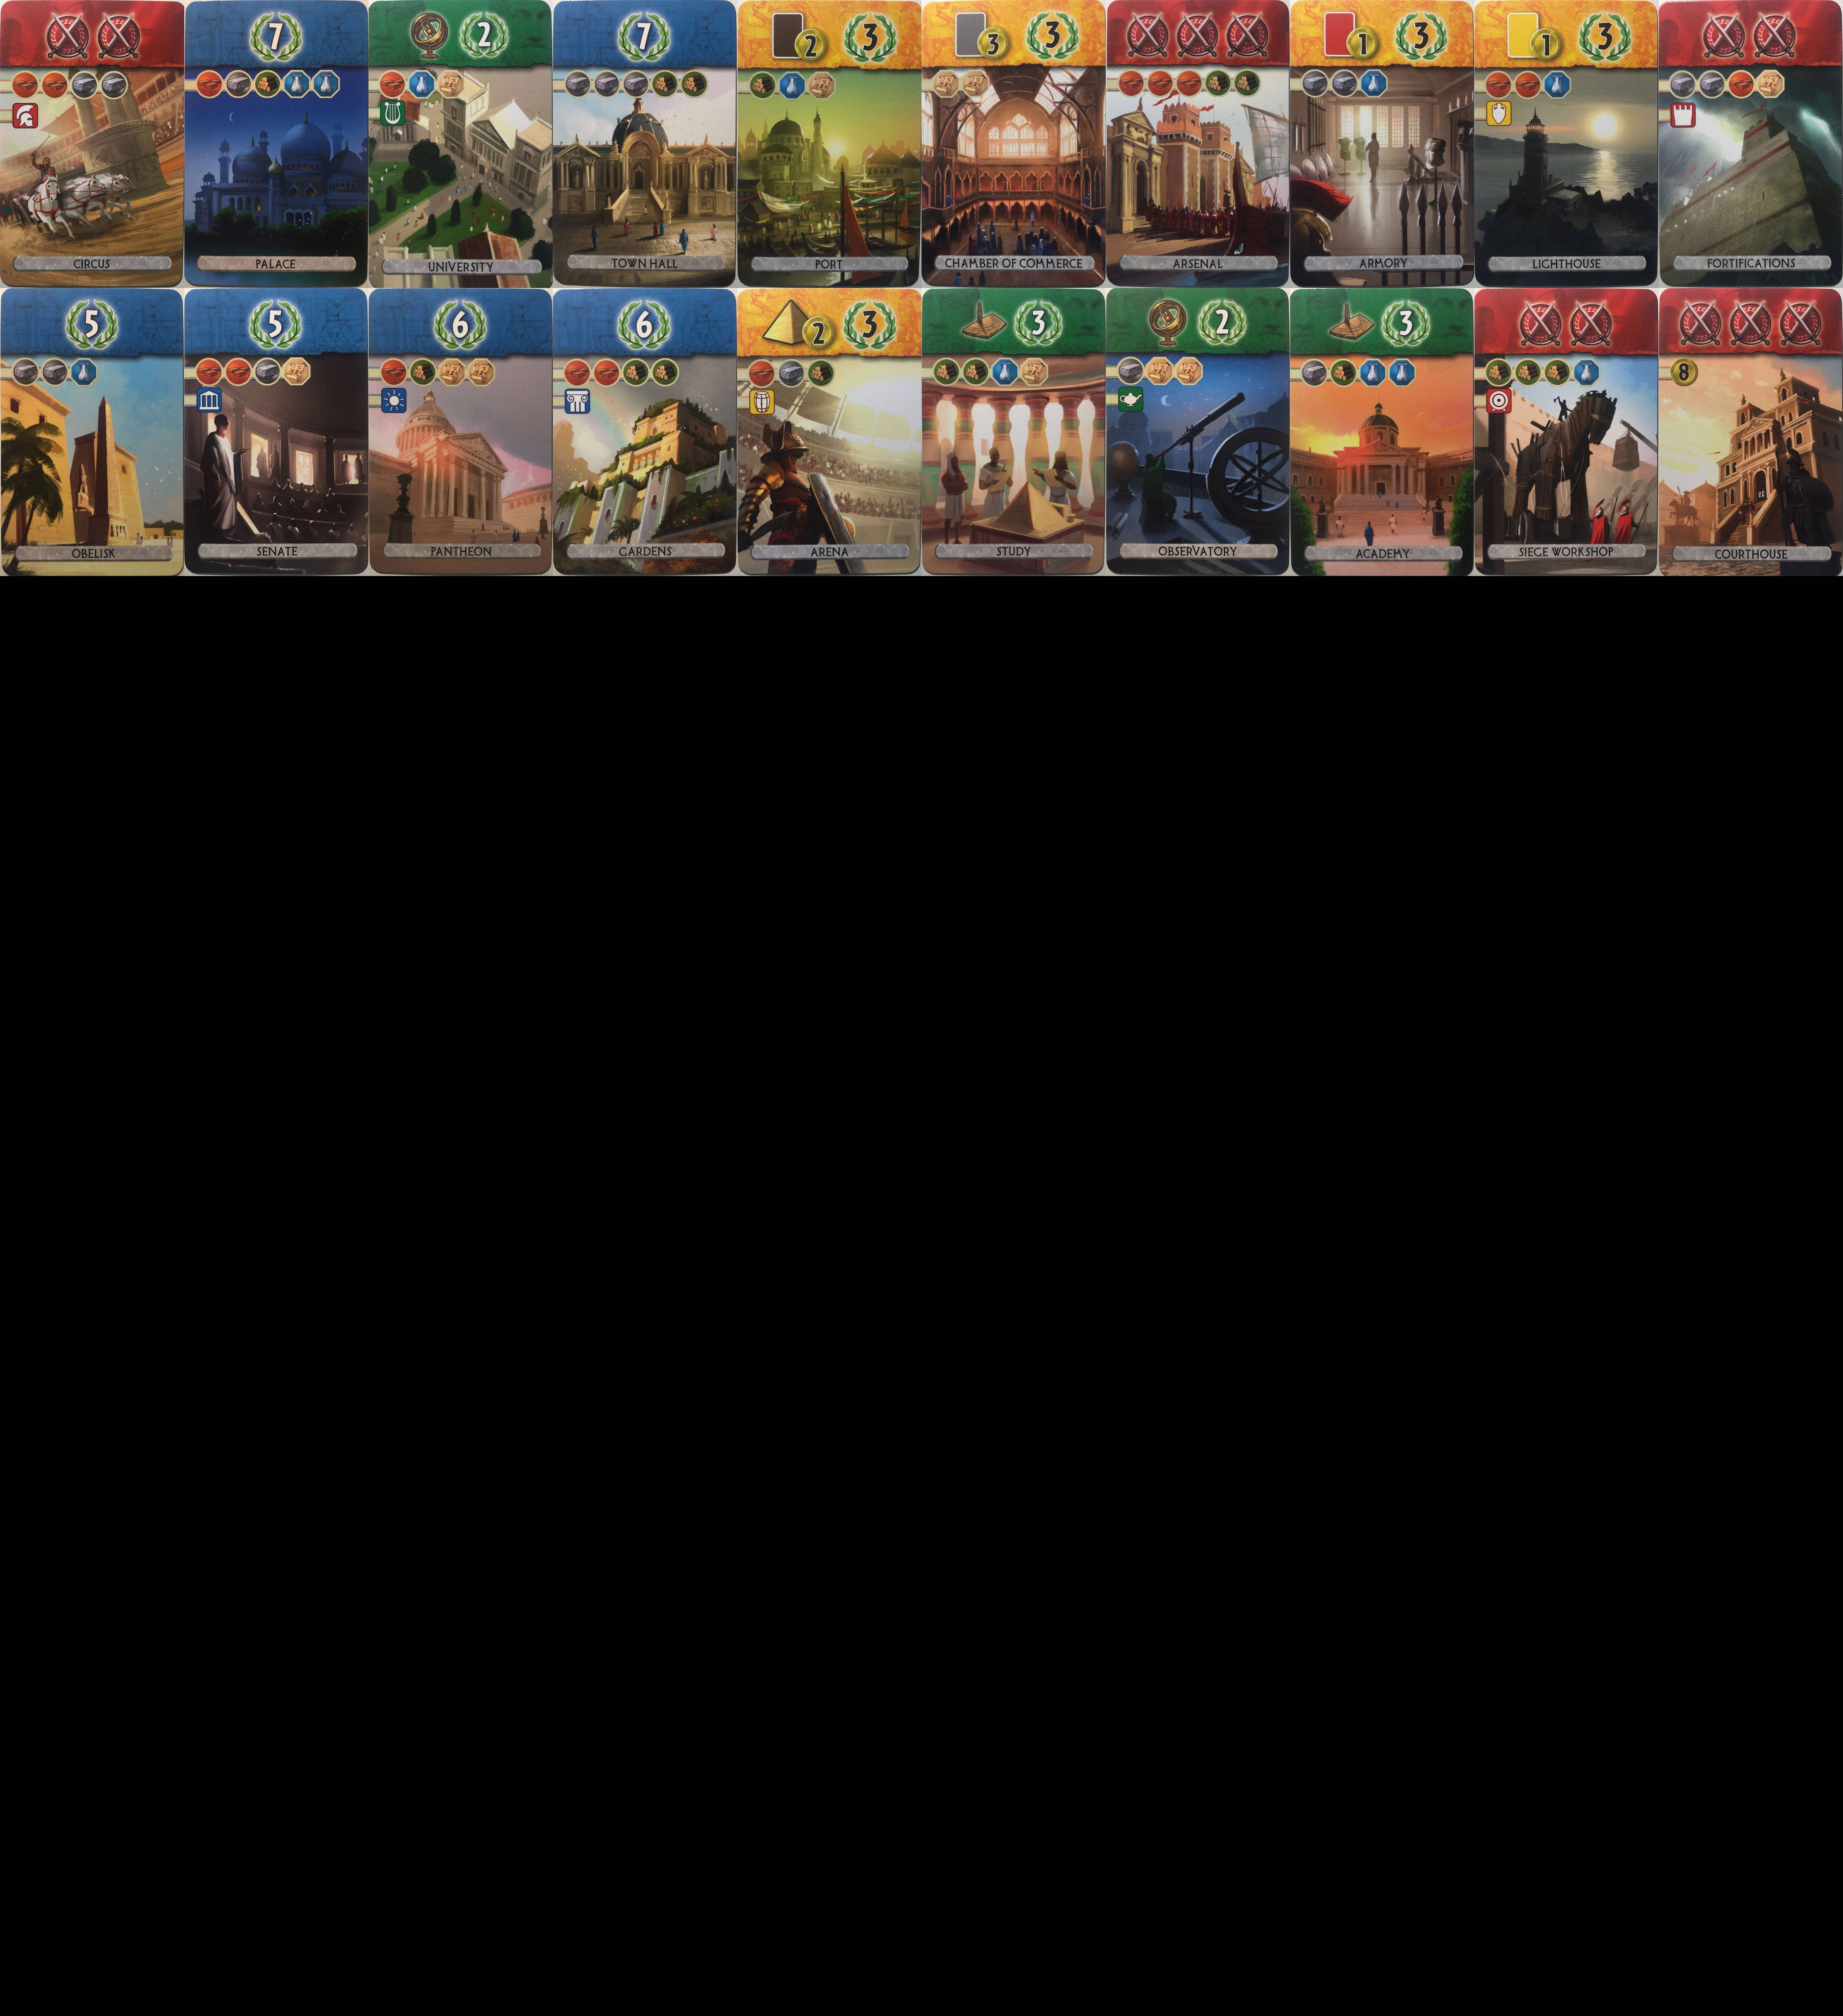 7
2
7
2
3
3
3
1
3
1
3
CIRCUS
PALACE
UNIVERSITY
TOWN HALL
PORT
CHAMBER OF COMMERCE
ARSENAL
ARMORY
LIGHTHOUSE
FORTIFICATIONS
5
5
6
6
2
3
3
2
3
8
OBELISK
SENATE
PANTHEON
GARDENS
ARENA
STUDY
OBSERVATORY
ACADEMY
SIEGE WORKSHOP
COURTHOUSE